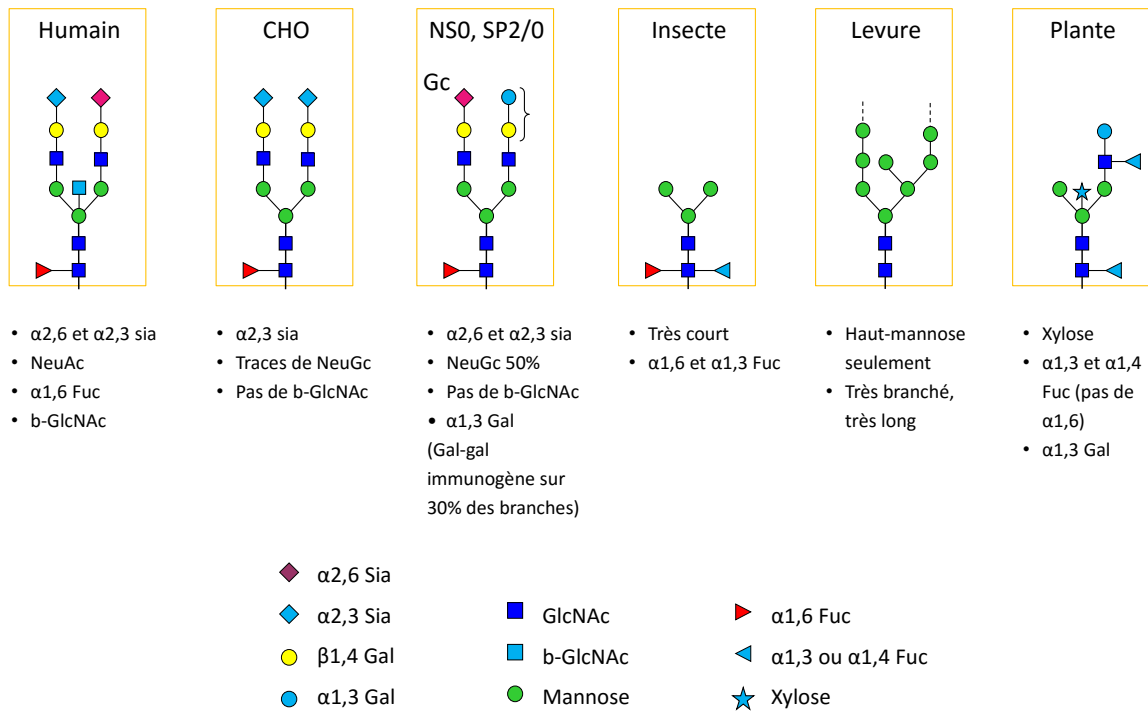 Humain
CHO
NS0, SP2/0
Insecte
Levure
Plante
Gc
• α2,6 et α2,3 sia
• NeuAc
• α1,6 Fuc
• b-GlcNAc
• α2,3 sia
• Traces de NeuGc
• Pas de b-GlcNAc
• α2,6 et α2,3 sia
• NeuGc 50%
• Pas de b-GlcNAc
• α1,3 Gal
(Gal-gal
immunogène sur
30% des branches)
• Très court
• α1,6 et α1,3 Fuc
• Haut-mannose
seulement
• Très branché,
très long
• Xylose
• α1,3 et α1,4
Fuc (pas de
α1,6)
• α1,3 Gal
α2,6 Sia
α2,3 Sia
β1,4 Gal
α1,3 Gal
GlcNAc
b-GlcNAc
Mannose
α1,6 Fuc
α1,3 ou α1,4 Fuc
Xylose